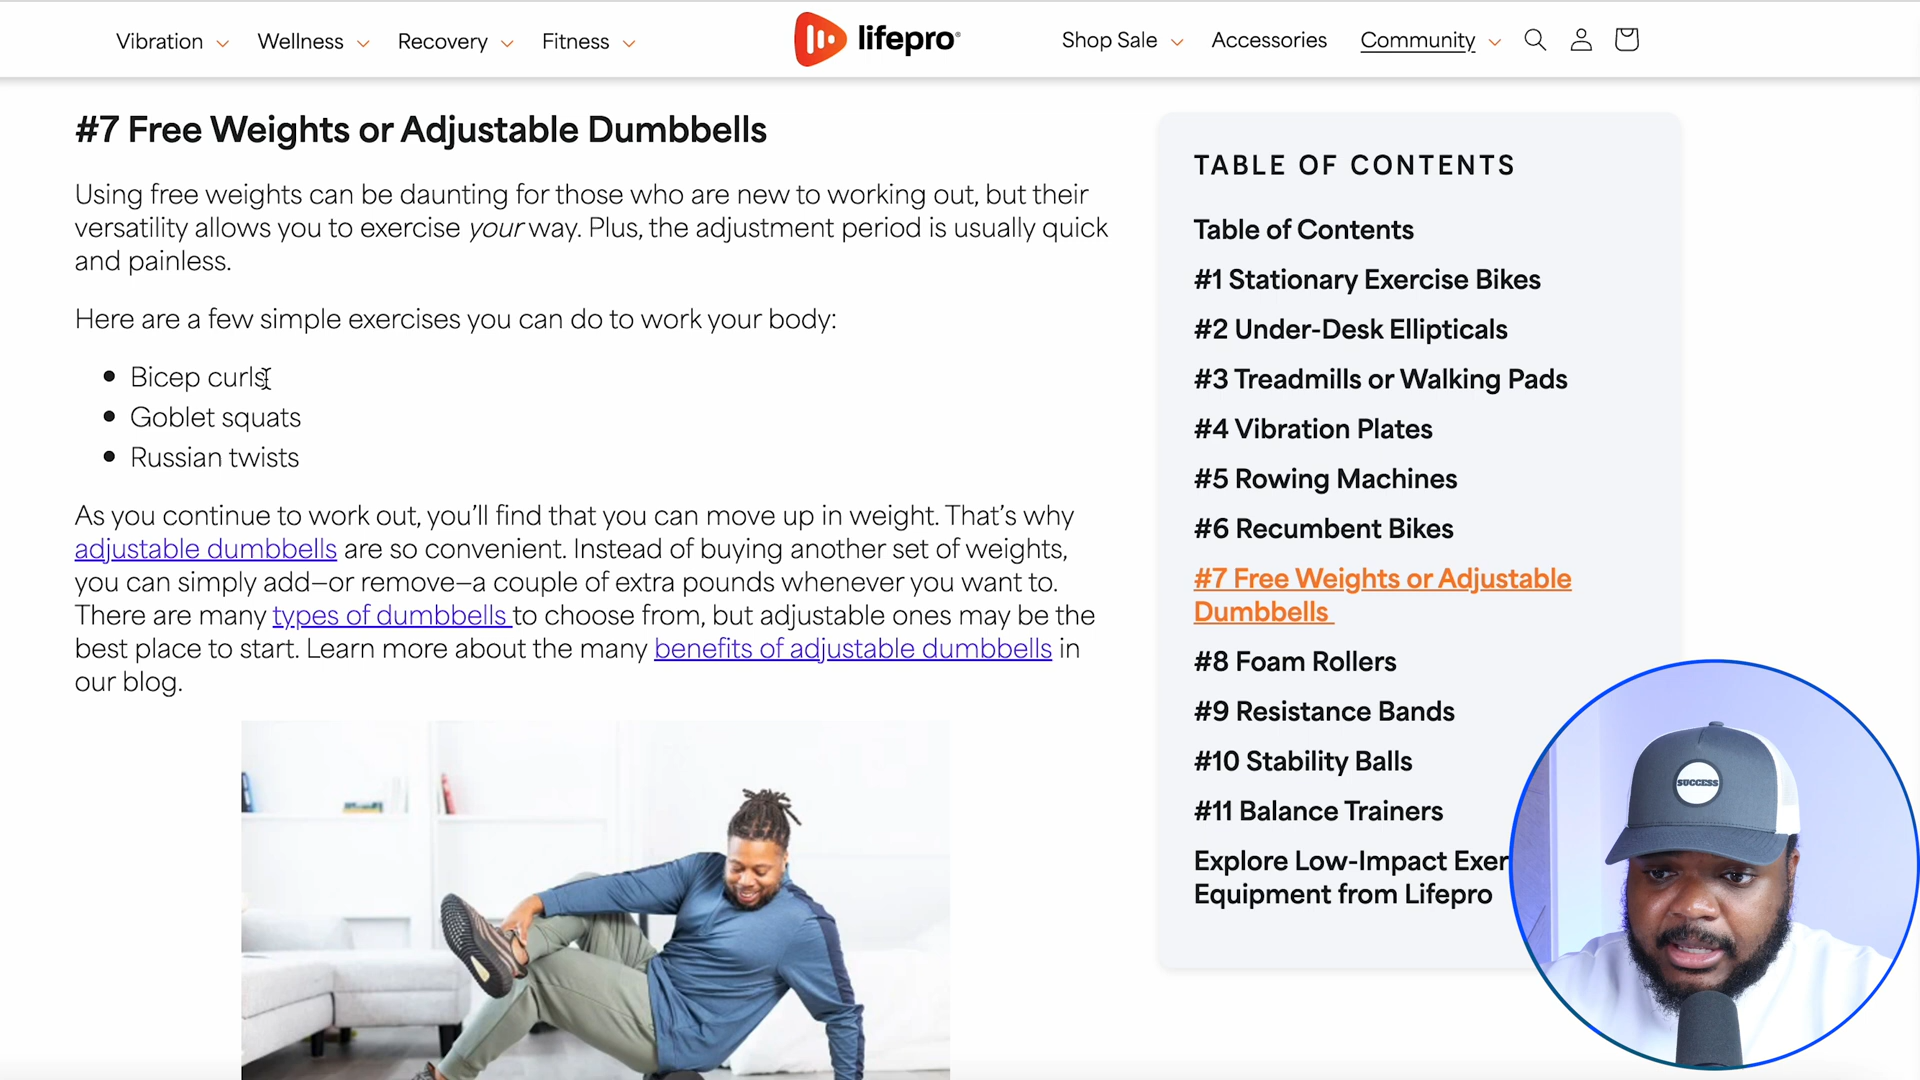 Vibration
Wellness
Recovery
Fitness
lifepro®
Shop Sale
Accessories
Community
#7 Free Weights or Adjustable Dumbbells
Using free weights can be daunting for those who are new to working out, but their
versatility allows you to exercise your way. Plus, the adjustment period is usually quick
and painless.
Here are a few simple exercises you can do to work your body:
• Bicep curls
• Goblet squats
• Russian twists
As you continue to work out, you'll find that you can move up in weight. That's why
adjustable dumbbells are so convenient. Instead of buying another set of weights,
you can simply add—or remove—a couple of extra pounds whenever you want to.
There are many types of dumbbells to choose from, but adjustable ones may be the
best place to start. Learn more about the many benefits of adjustable dumbbells in
our blog.
TABLE OF CONTENTS
Table of Contents
#1 Stationary Exercise Bikes
#2 Under-Desk Ellipticals
#3 Treadmills or Walking Pads
#4 Vibration Plates
#5 Rowing Machines
#6 Recumbent Bikes
#7 Free Weights or Adjustable
Dumbbells
#8 Foam Rollers
#9 Resistance Bands
#10 Stability Balls
#11 Balance Trainers
Explore Low-Impact Exer
Equipment from Lifepro
SUCCESS